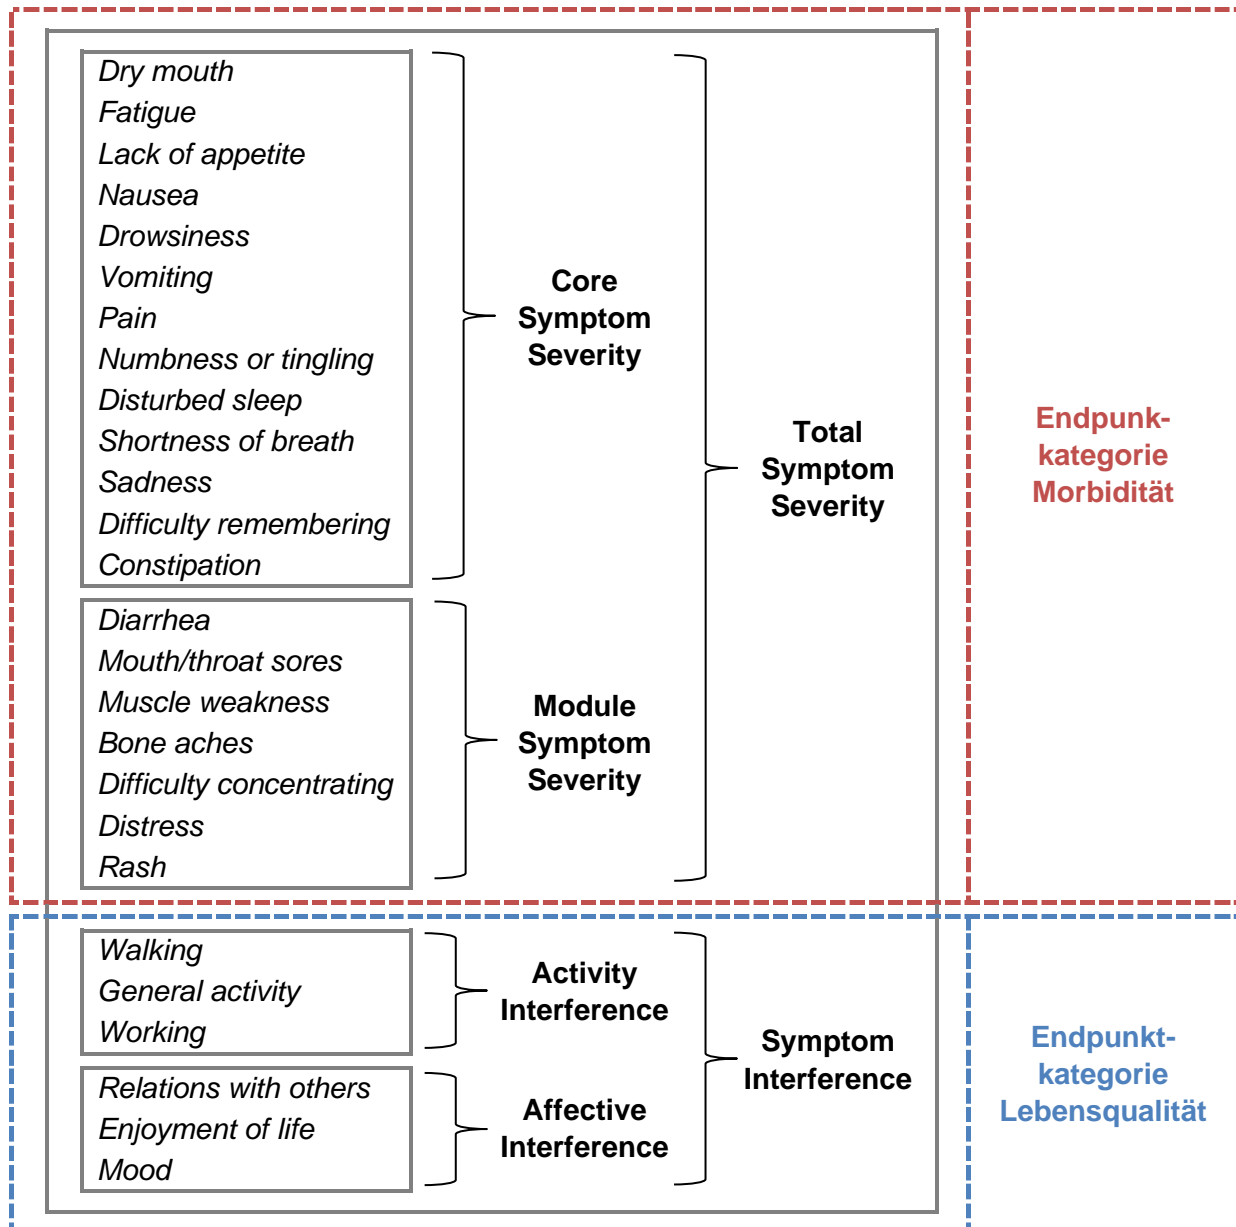 Dry mouth
Fatigue
Lack of appetite
Nausea
Drowsiness
Vomiting
Pain
Numbness or tingling
Disturbed sleep
Shortness of breath
Sadness
Difficulty remembering
Constipation
Core
Symptom
Severity
Diarrhea
Mouth/throat sores
Muscle weakness
Bone aches
Difficulty concentrating
Distress
Rash
Module
Symptom
Severity
Total
Symptom
Severity
Endpunk-
kategorie
Morbidität
Walking
General activity
Working
Activity
Interference
Relations with others
Enjoyment of life
Mood
Affective
Interference
Symptom
Interference
Endpunkt-
kategorie
Lebensqualität